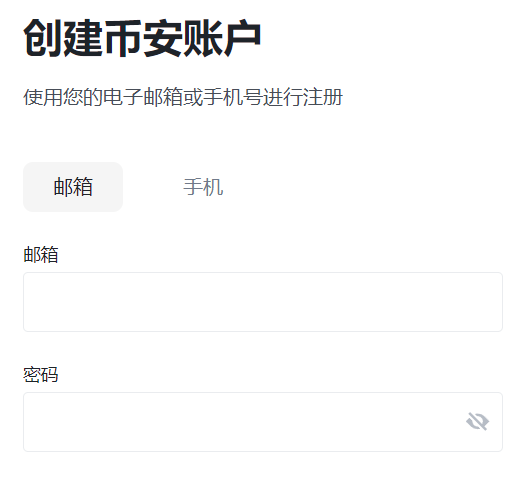 创建币安账户
使用您的电子邮箱或手机号进行注册
邮箱 手机
邮箱
密码